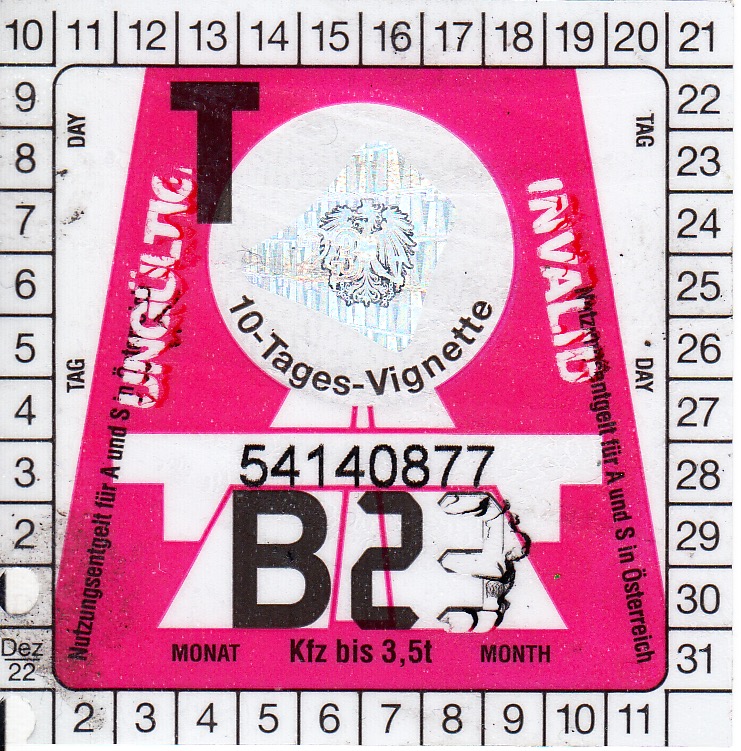 10 11 12 13 14 15 16 17 18 19 20 21
9
8
7
6
5
4
3
2
Dez
22
22
23
24
25
26
27
28
29
30
31
DAY
TAG
TAG
DAY
T
UNGÜLTIG
INVALID
10-Tages-Vignette
Nutzungsentgelt für A und S in
Nutzungsentgelt für A und S in Österreich
54140877
B23
MONAT Kfz bis 3,5t MONTH
2 3 4 5 6 7 8 9 10 11